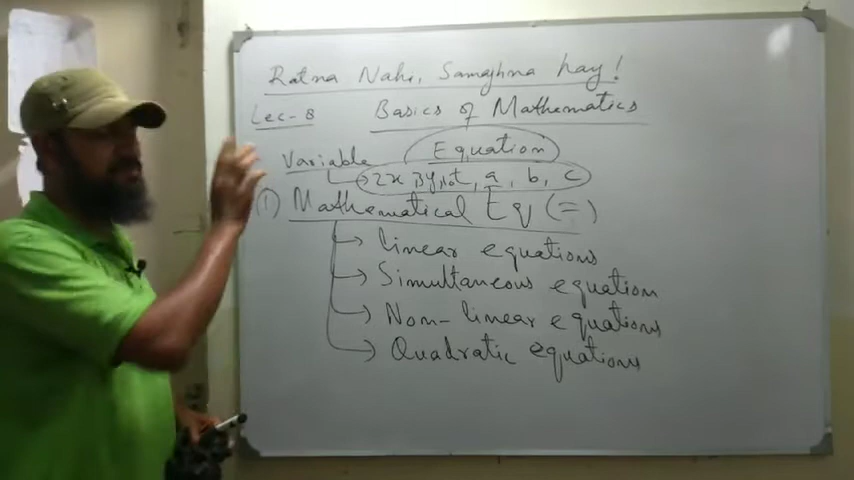 Ratna Nahi, Samajhna hay!
Lec-8 Basics of Mathematics
Variable Equation
2x, 3y, a, b, c
(1) Mathematical Eq (=)
→ linear equations
→ Simultaneous equation
→ Non-linear equations
→ Quadratic equations